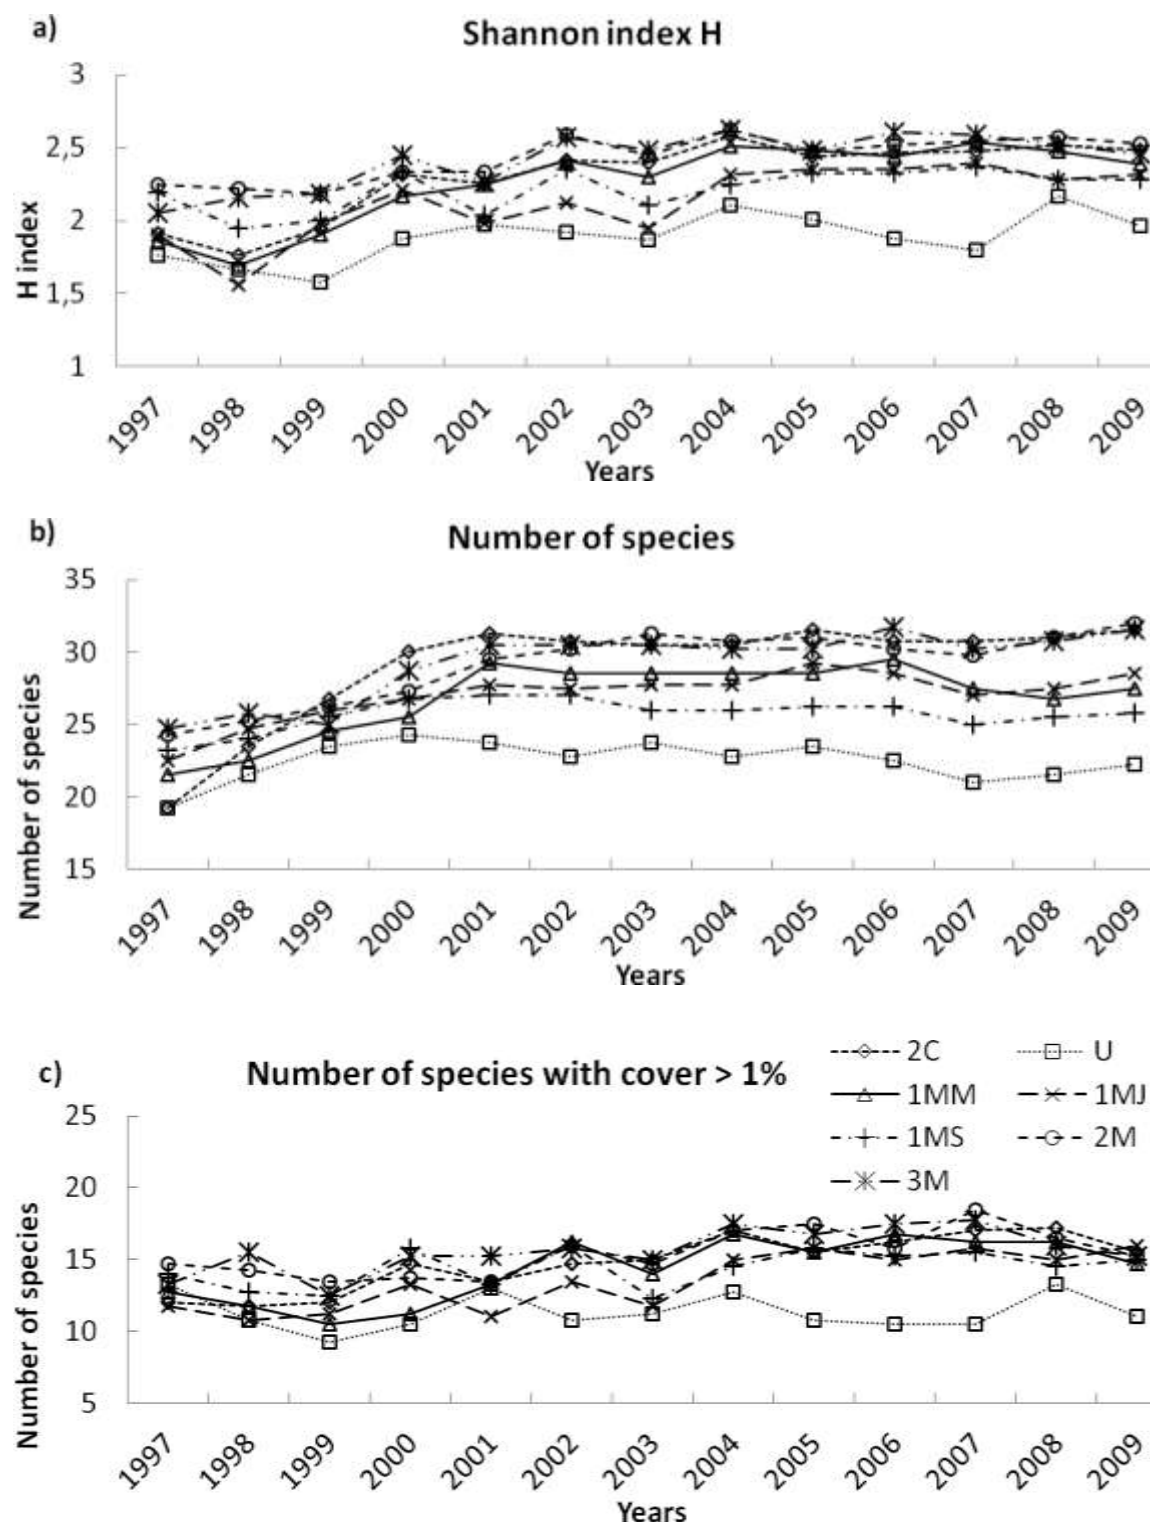 a)
Shannon index H
H index
3
2,5
2
1,5
1
1997 1998 1999 2000 2001 2002 2003 2004 2005 2006 2007 2008 2009
Years
b)
Number of species
Number of species
35
30
25
20
15
1997 1998 1999 2000 2001 2002 2003 2004 2005 2006 2007 2008 2009
Years
c)
Number of species with cover > 1%
2C U
1MM 1MJ
1MS 2M
3M
Number of species
25
20
15
10
5
1997 1998 1999 2000 2001 2002 2003 2004 2005 2006 2007 2008 2009
Years